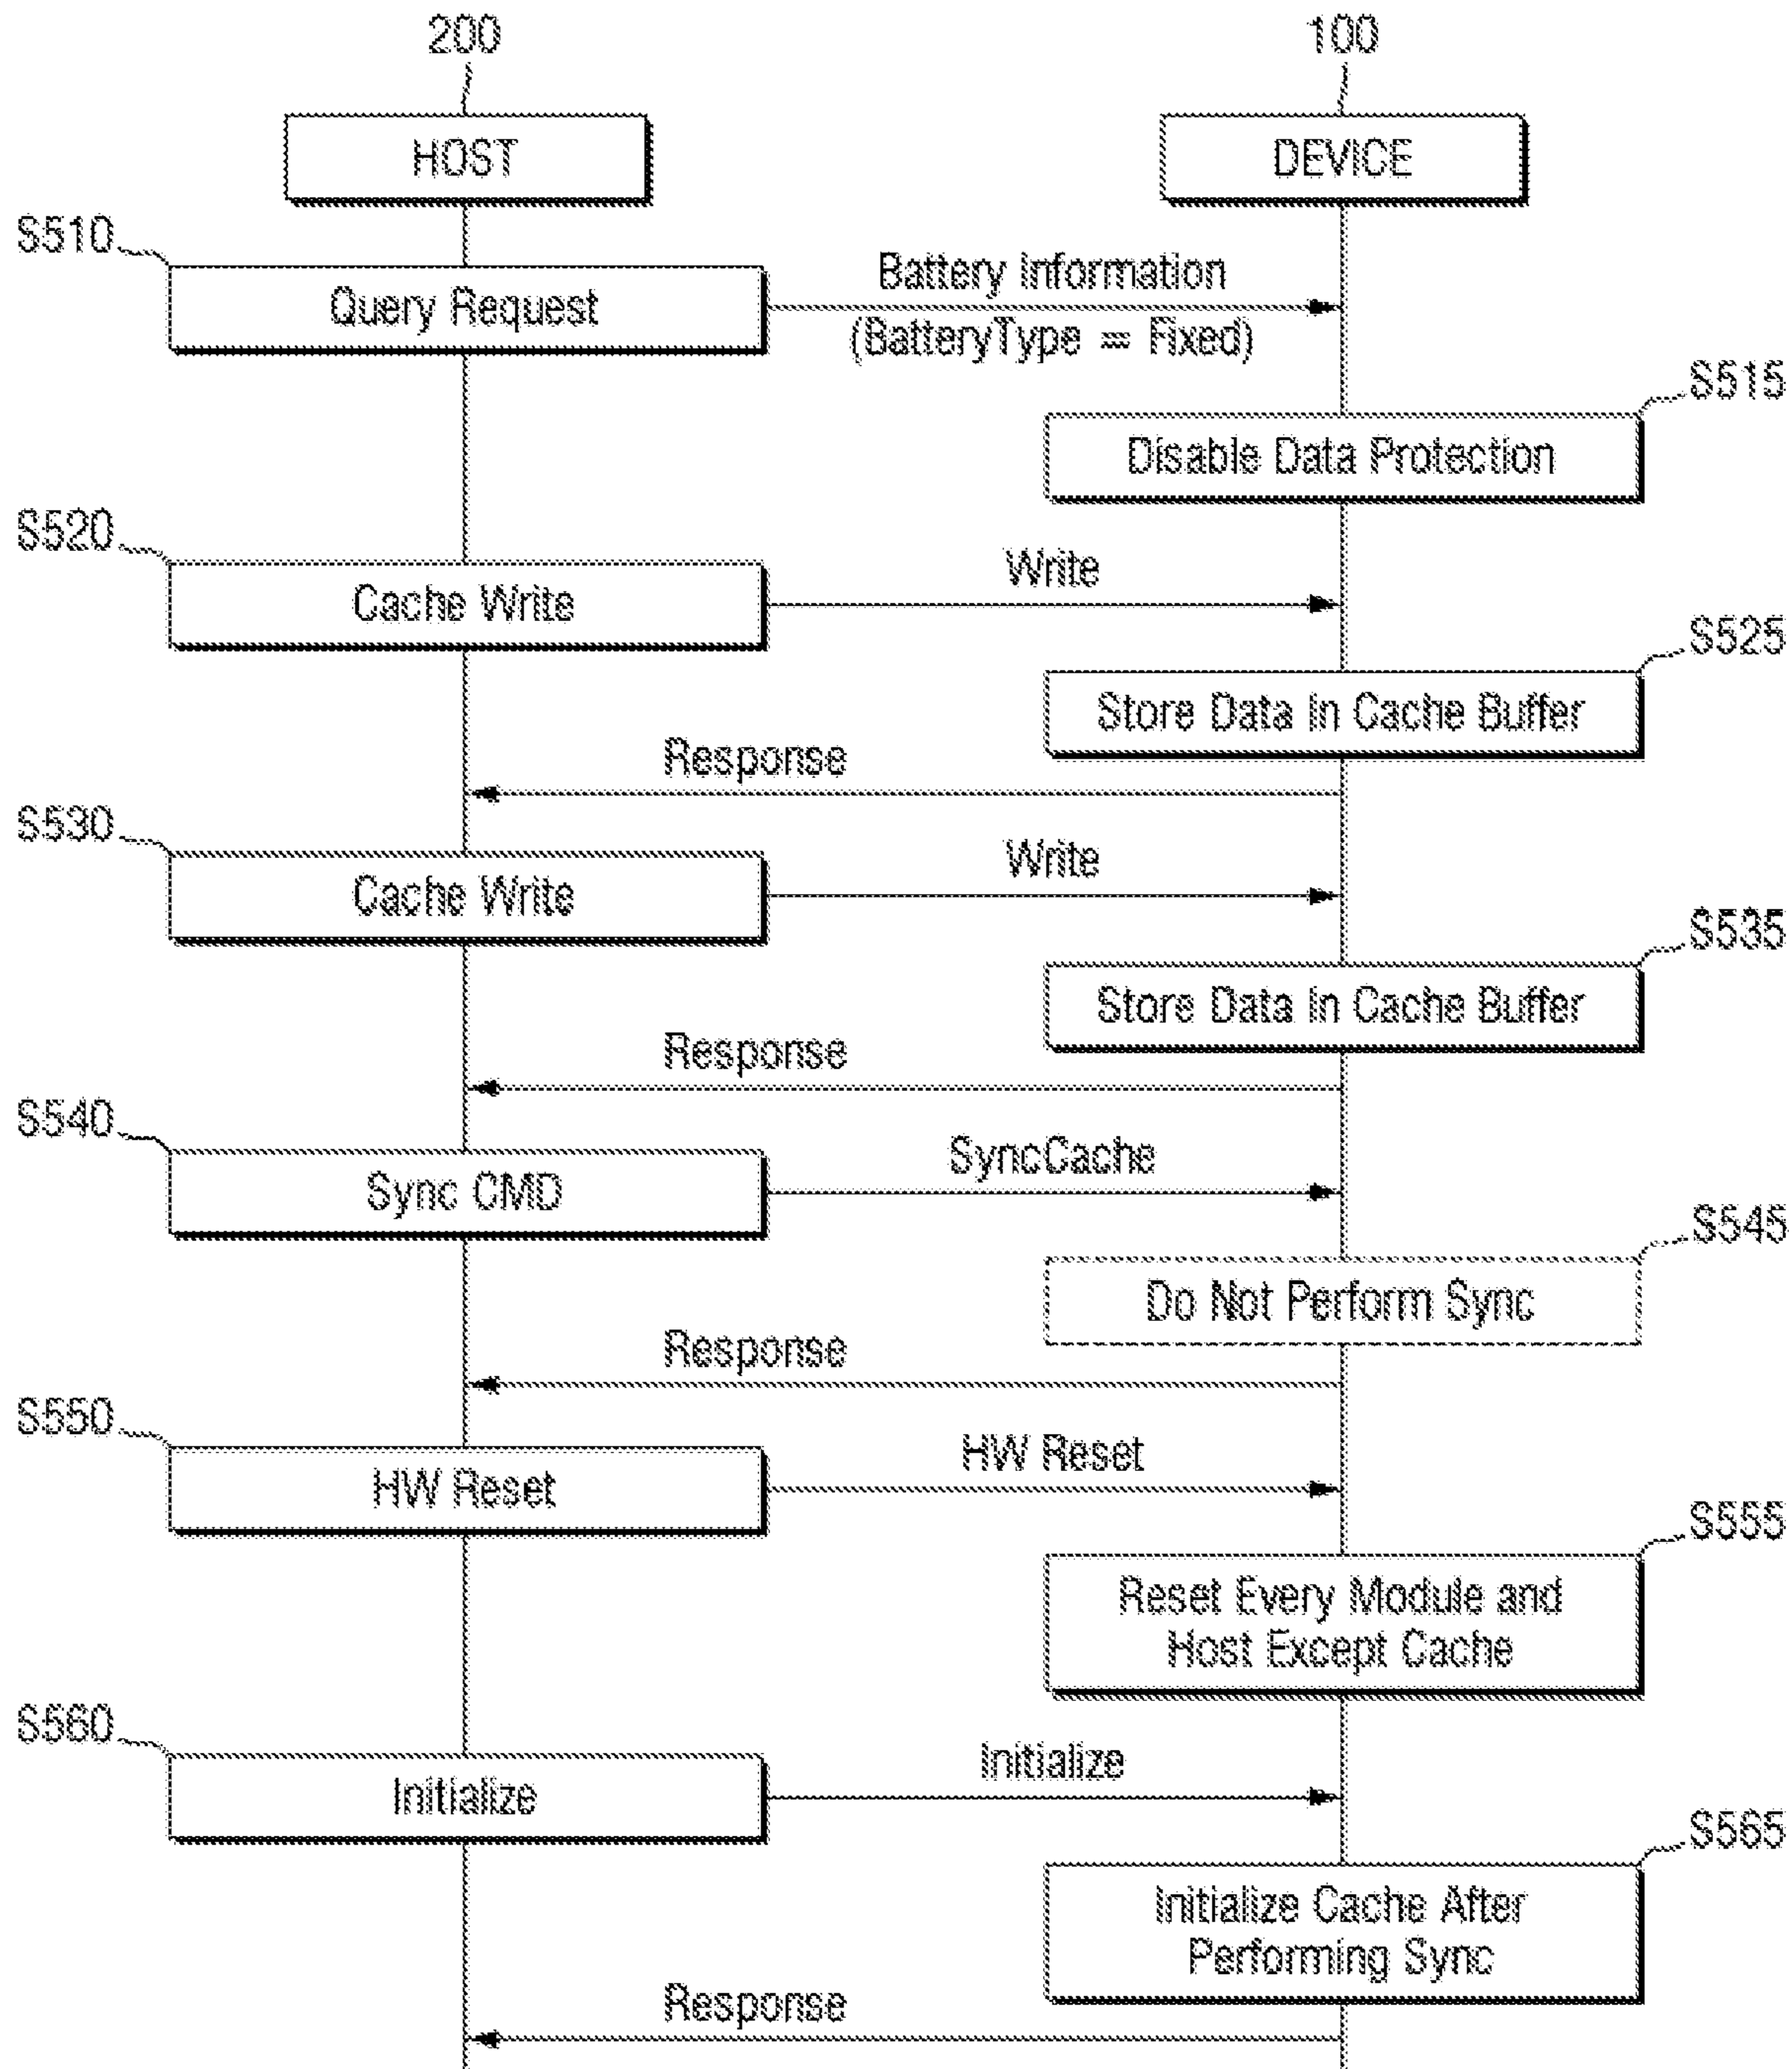 200
100
HOST
DEVICE
S510
Query Request
Battery Information
(BatteryType = Fixed)
S515
Disable Data Protection
S520
Cache Write
Write
S525
Store Data in Cache Buffer
Response
S530
Cache Write
Write
S535
Store Data in Cache Buffer
Response
S540
Sync CMD
SyncCache
S545
Do Not Perform Sync
Response
S550
HW Reset
HW Reset
S555
Reset Every Module and
Host Except Cache
S560
Initialize
Initialize
S565
Initialize Cache After
Performing Sync
Response